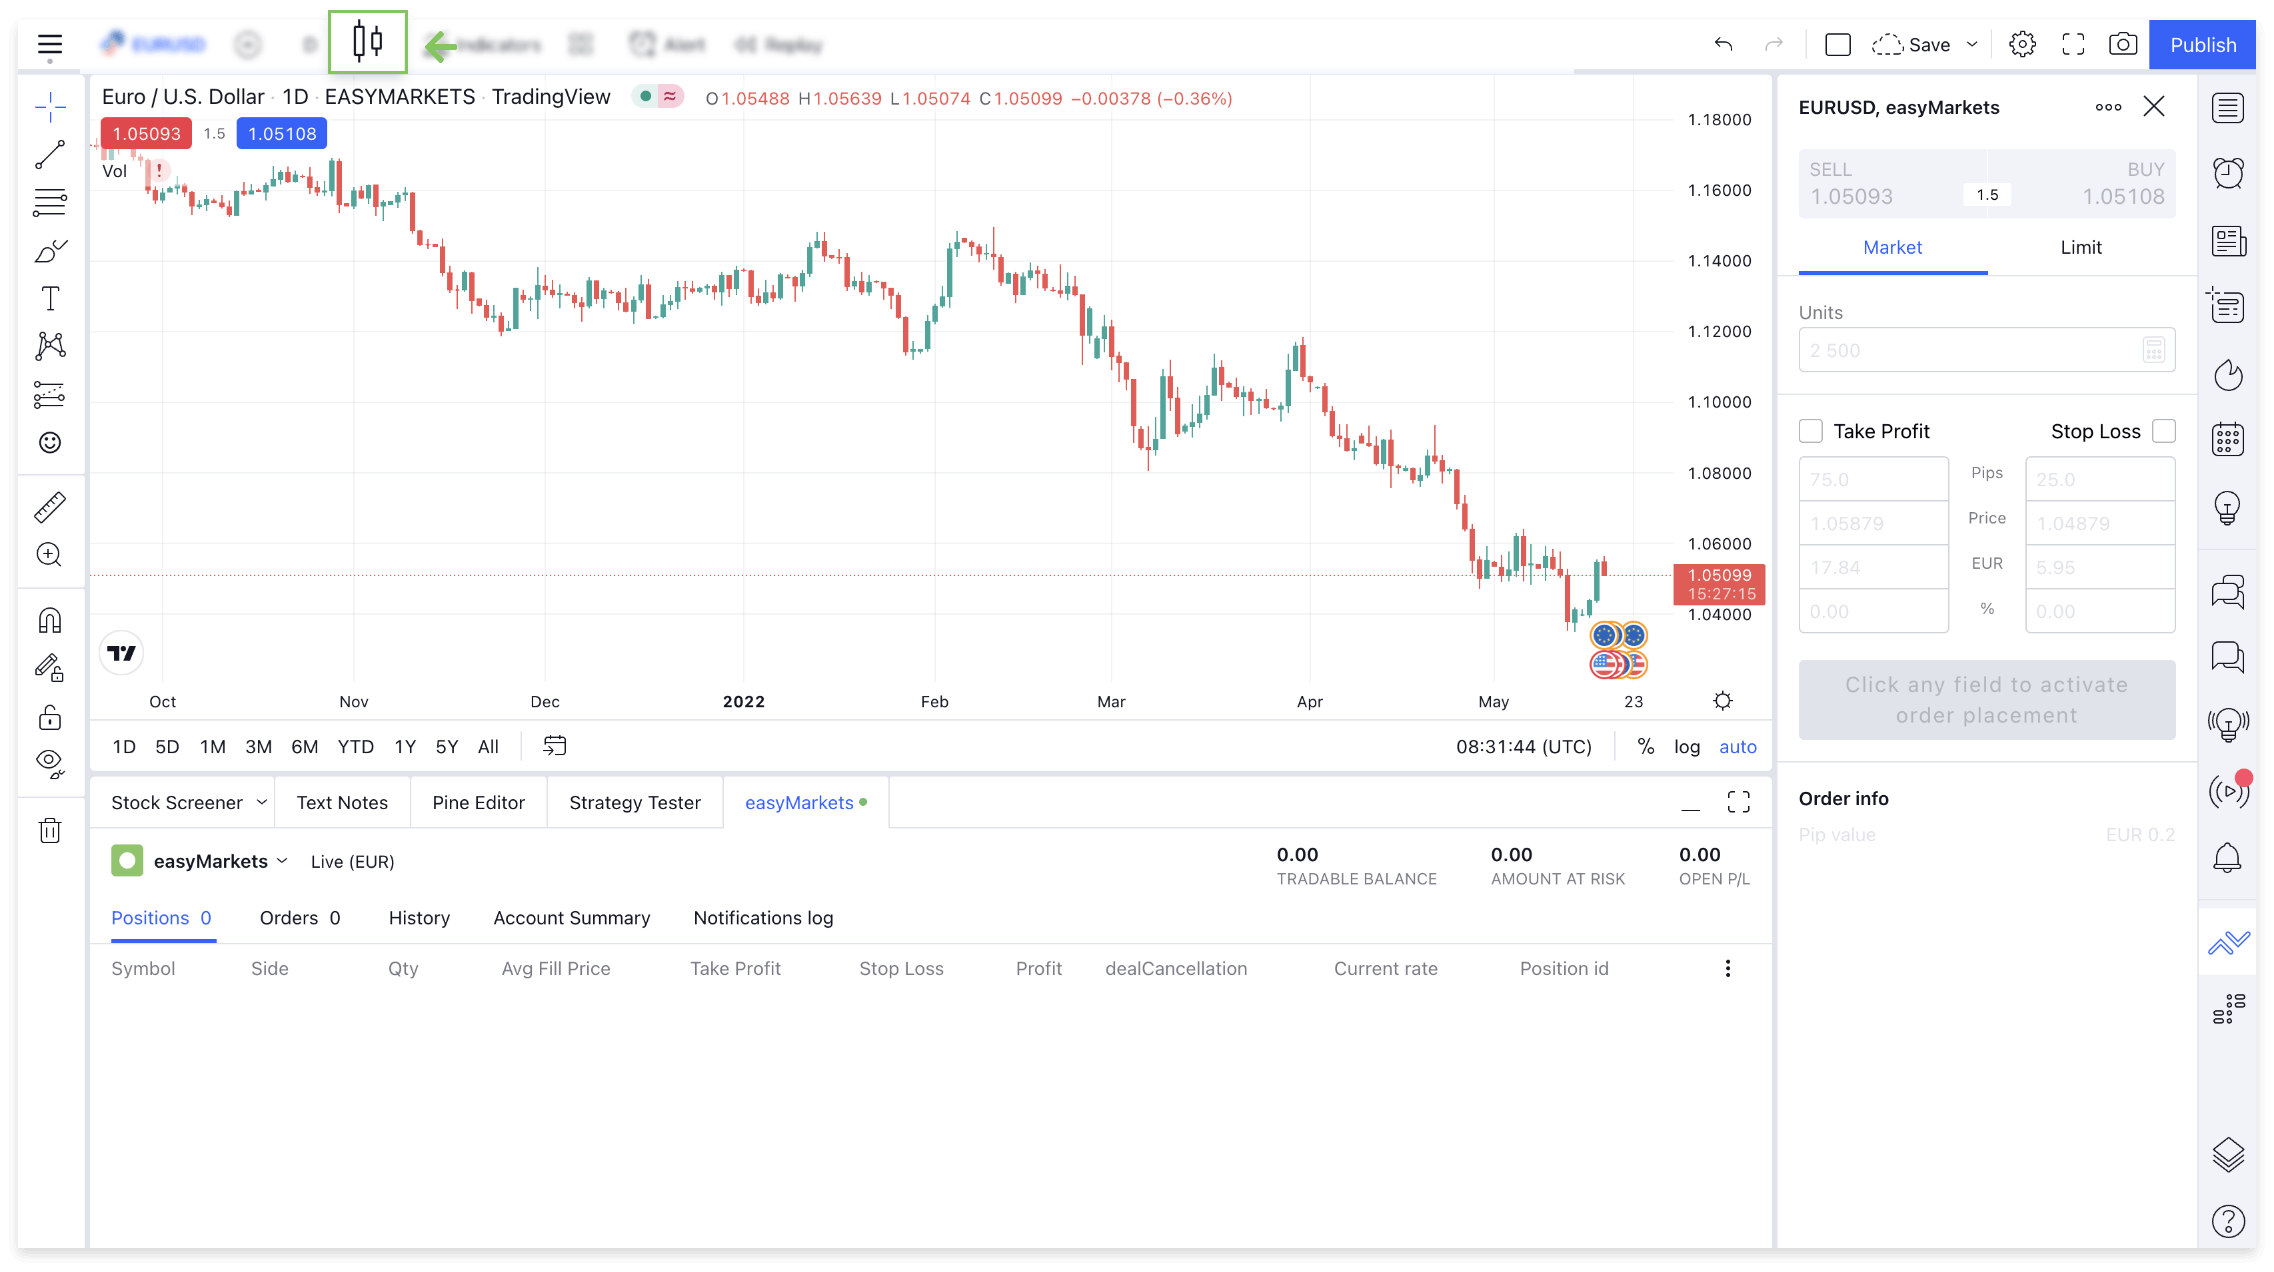 EURUSD D Indicators Alert Replay Save Publish
Euro / U.S. Dollar · 1D · EASYMARKETS · TradingView O1.05488 H1.05639 L1.05074 C1.05099 −0.00378 (−0.36%)
1.05093 1.5 1.05108
Vol !
1.18000
1.16000
1.14000
1.12000
1.10000
1.08000
1.06000
1.05099
15:27:15
1.04000
Oct Nov Dec 2022 Feb Mar Apr May 23
1D 5D 1M 3M 6M YTD 1Y 5Y All 08:31:44 (UTC) % log auto
Stock Screener Text Notes Pine Editor Strategy Tester easyMarkets
easyMarkets Live (EUR)
0.00 0.00 0.00
TRADABLE BALANCE AMOUNT AT RISK OPEN P/L
Positions 0 Orders 0 History Account Summary Notifications log
Symbol Side Qty Avg Fill Price Take Profit Stop Loss Profit dealCancellation Current rate Position id
EURUSD, easyMarkets
SELL BUY
1.05093 1.5 1.05108
Market Limit
Units
2 500
Take Profit Stop Loss
75.0 Pips 25.0
1.05879 Price 1.04879
17.84 EUR 5.95
0.00 % 0.00
Click any field to activate
order placement
Order info
Pip value EUR 0.2